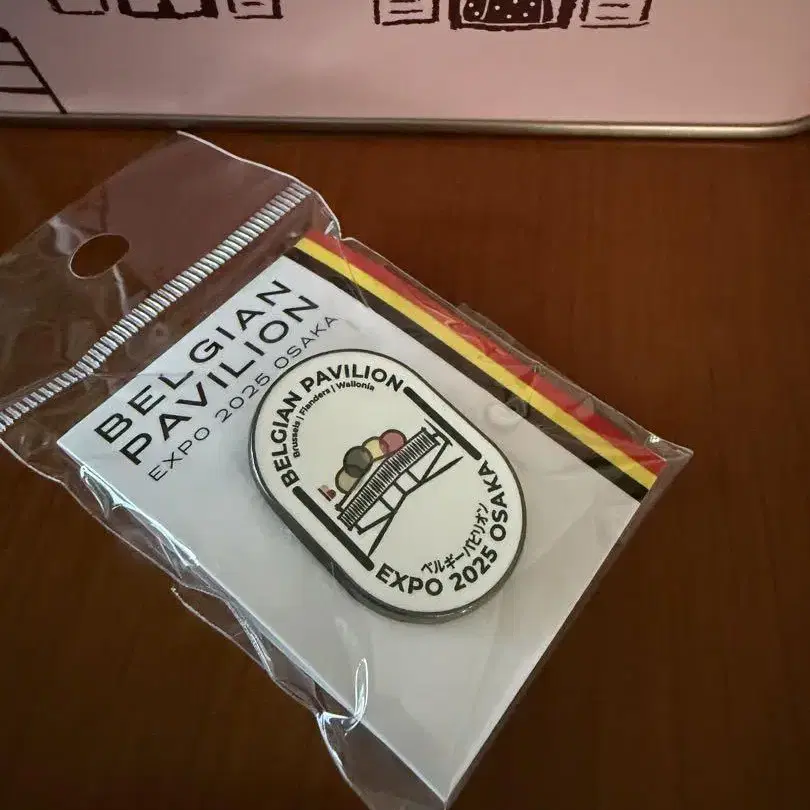 BELGIAN
PAVILION
EXPO 2025 OSAKA
BELGIAN PAVILION
Brussels | Flanders | Wallonia
ベルギーパビリオン
EXPO 2025 OSAKA